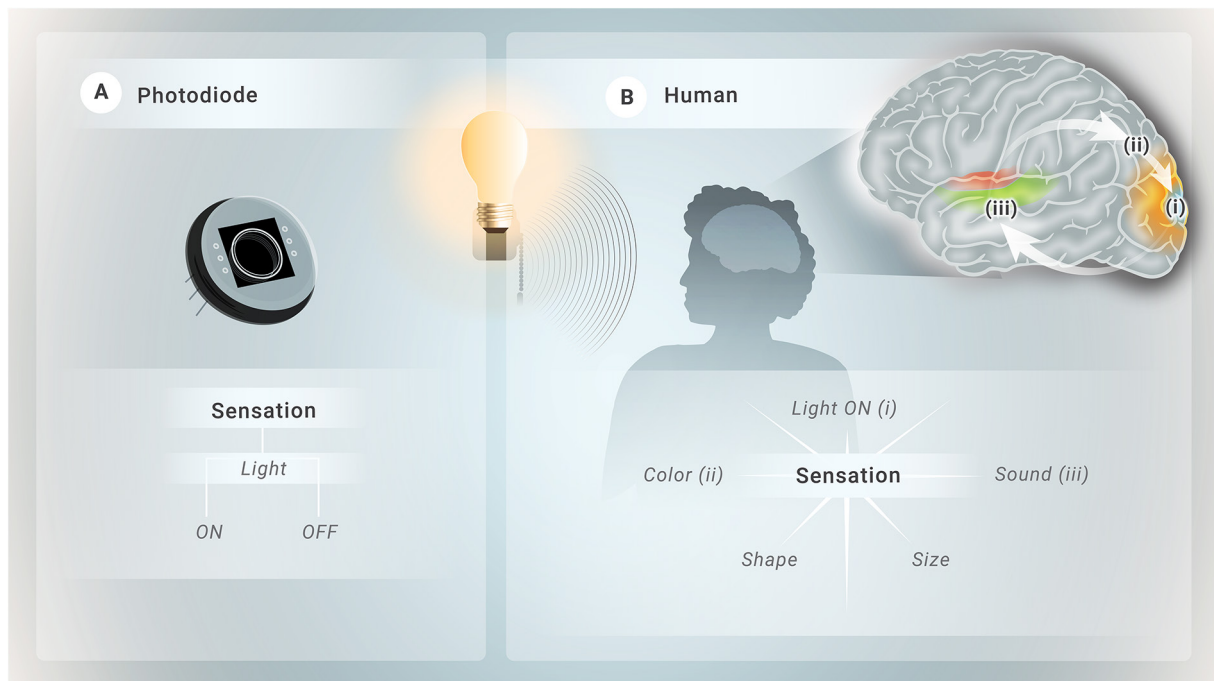 A
Photodiode
B
Human
(ii)
(i)
(iii)
Sensation
Light
ON
OFF
Light ON (i)
Color (ii)
Sensation
Sound (iii)
Shape
Size